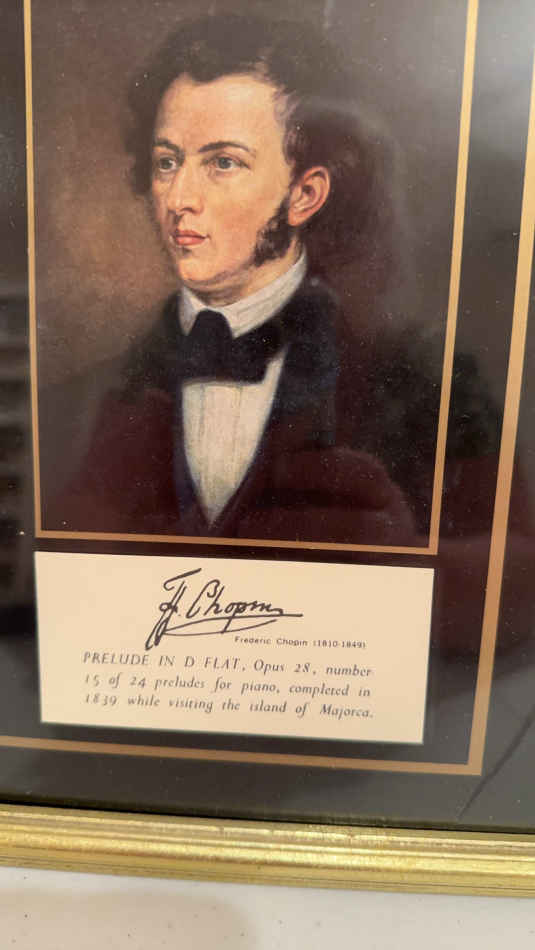 F. Chopin
Frederic Chopin (1810-1849)
PRELUDE IN D FLAT, Opus 28, number
15 of 24 preludes for piano, completed in
1839 while visiting the island of Majorca.